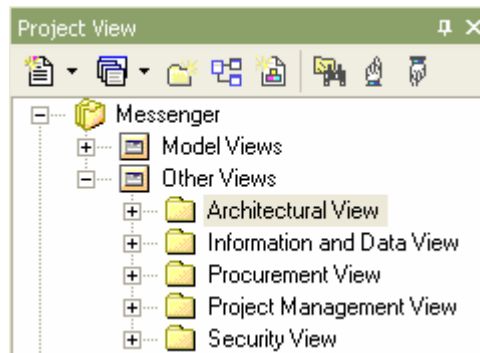 Project View
Messenger
Model Views
Other Views
Architectural View
Information and Data View
Procurement View
Project Management View
Security View